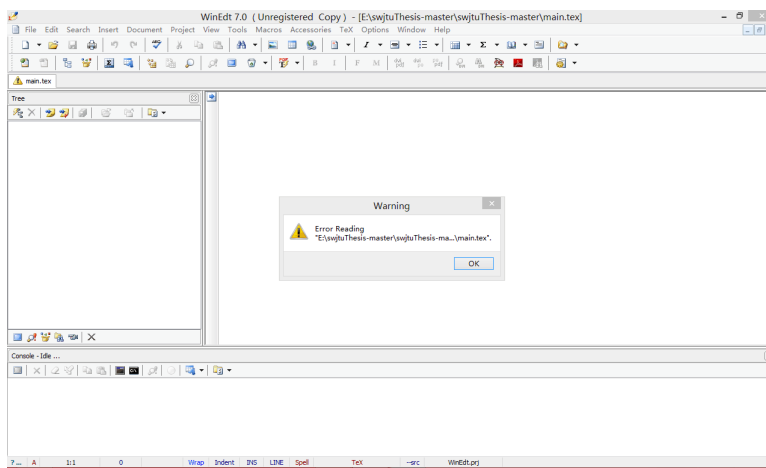 WinEdt 7.0 ( Unregistered Copy ) - [E:\swjtuThesis-master\swjtuThesis-master\main.tex]
File Edit Search Insert Document Project View Tools Macros Accessories TeX Options Window Help
main.tex
Tree
Warning
Error Reading
"E:\swjtuThesis-master\swjtuThesis-ma...\main.tex".
OK
Console - Idle ...
?... A 1:1 0 Wrap Indent INS LINE Spell TeX --src WinEdt.prj